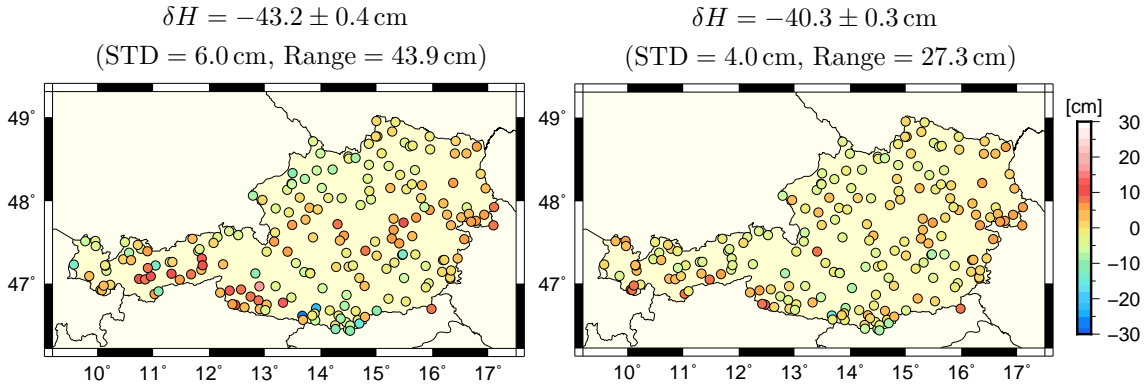 δH = −43.2 ± 0.4 cm
(STD = 6.0 cm, Range = 43.9 cm)
δH = −40.3 ± 0.3 cm
(STD = 4.0 cm, Range = 27.3 cm)
49°
48°
47°
10° 11° 12° 13° 14° 15° 16° 17°
49°
48°
47°
10° 11° 12° 13° 14° 15° 16° 17°
[cm]
30
20
10
0
−10
−20
−30